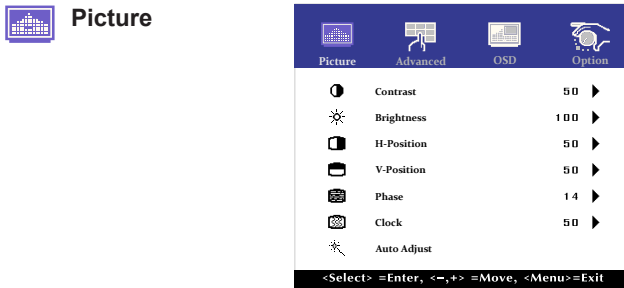 Picture
Picture Advanced OSD Option
Contrast 50
Brightness 100
H-Position 50
V-Position 50
Phase 14
Clock 50
Auto Adjust
<Select> =Enter, <−,+> =Move, <Menu>=Exit